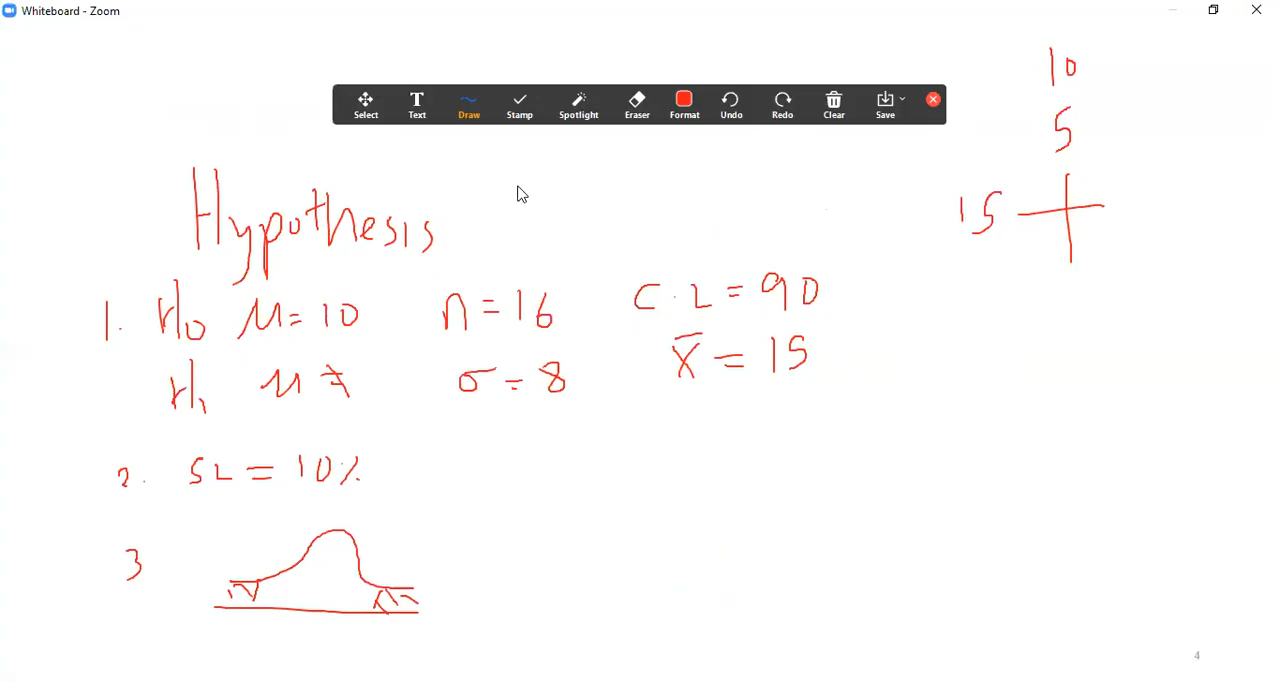 Whiteboard - Zoom
Select Text Draw Stamp Spotlight Eraser Format Undo Redo Clear Save
10
5
15
Hypothesis
1. H0 μ = 10 n = 16 C.L = 90
H1 μ ≠ σ = 8 x̄ = 15
2. SL = 10%
3
4